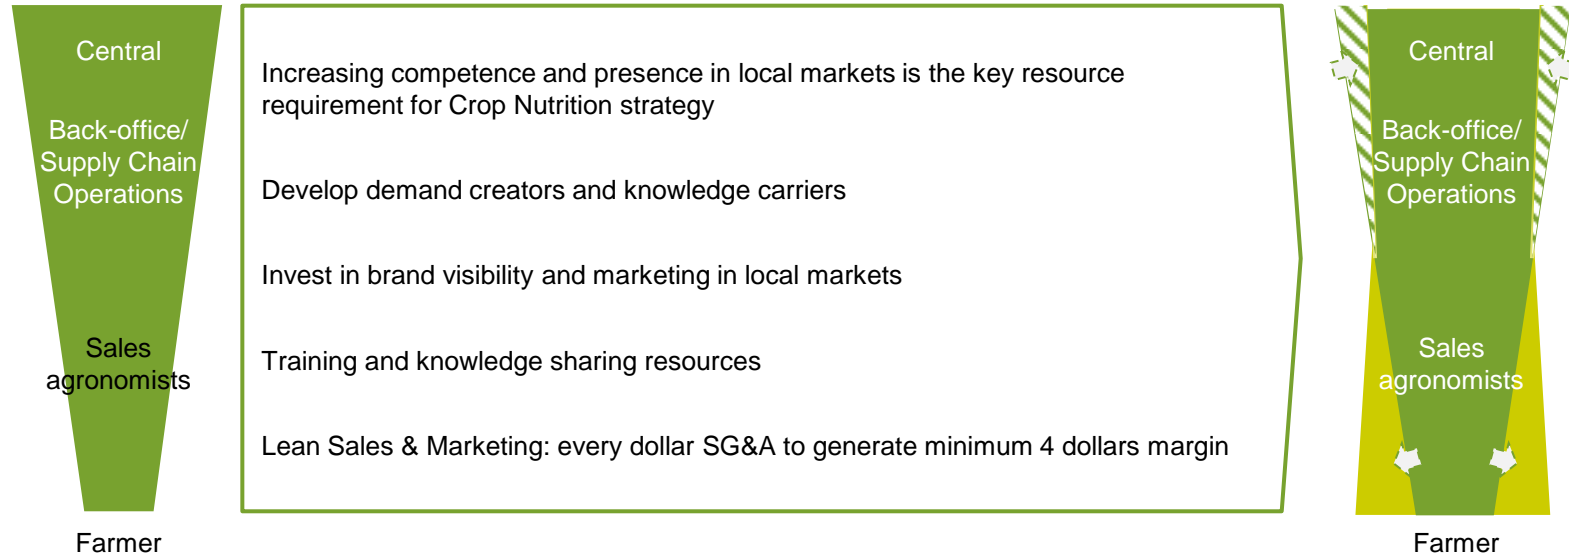 Central
Back-office/
Supply Chain
Operations
Sales
agronomists
Farmer
Increasing competence and presence in local markets is the key resource
requirement for Crop Nutrition strategy
Develop demand creators and knowledge carriers
Invest in brand visibility and marketing in local markets
Training and knowledge sharing resources
Lean Sales & Marketing: every dollar SG&A to generate minimum 4 dollars margin
Central
Back-office/
Supply Chain
Operations
Sales
agronomists
Farmer